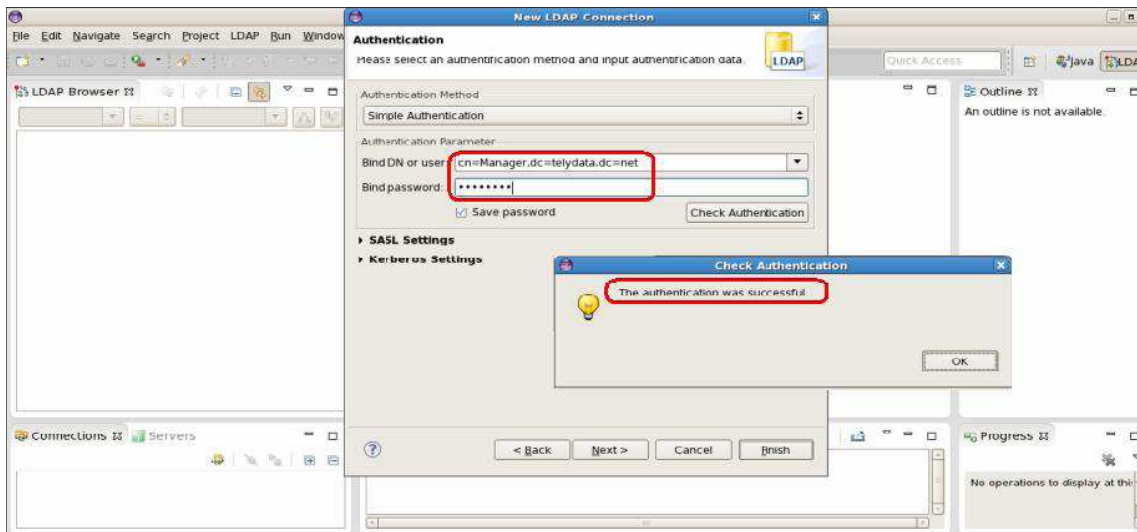 New LDAP Connection
File Edit Navigate Search Project LDAP Run Window
Authentication
Please select an authentification method and input authentification data.
LDAP
Quick Access
Java
LDA
LDAP Browser
Authentication Method
Simple Authentication
Outline
An outline is not available.
Authentication Parameter
Bind DN or user:
cn=Manager,dc=telydata,dc=net
Bind password:
••••••••
Save password
Check Authentication
SASL Settings
Kerberos Settings
Check Authentication
The authentication was successful
OK
Connections
Servers
?
< Back
Next >
Cancel
Finish
Progress
No operations to display at this